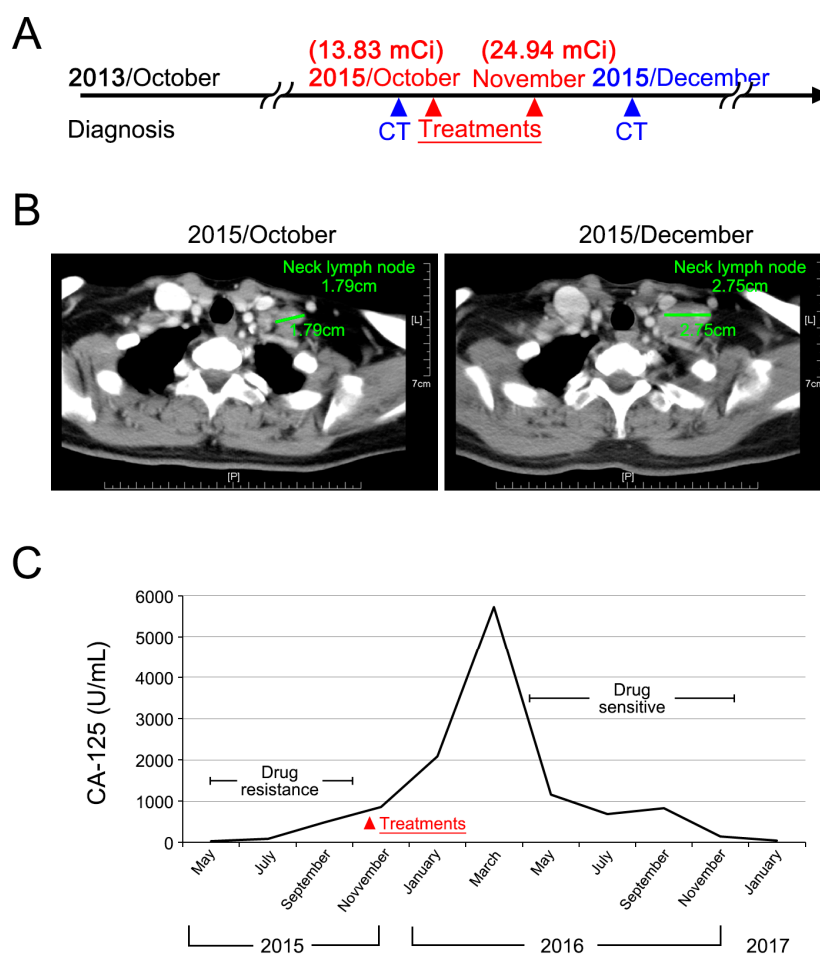 A
(13.83 mCi) (24.94 mCi)
2013/October 2015/October November 2015/December
Diagnosis CT Treatments CT
B
2015/October 2015/December
Neck lymph node
1.79cm
1.79cm
[L]
7cm
[P]
Neck lymph node
2.75cm
2.75cm
[L]
7cm
[P]
C
CA-125 (U/mL)
6000
5000
4000
3000
2000
1000
0
Drug
resistance
Treatments
Drug
sensitive
May July September Novvember January March May July September November January
2015 2016 2017